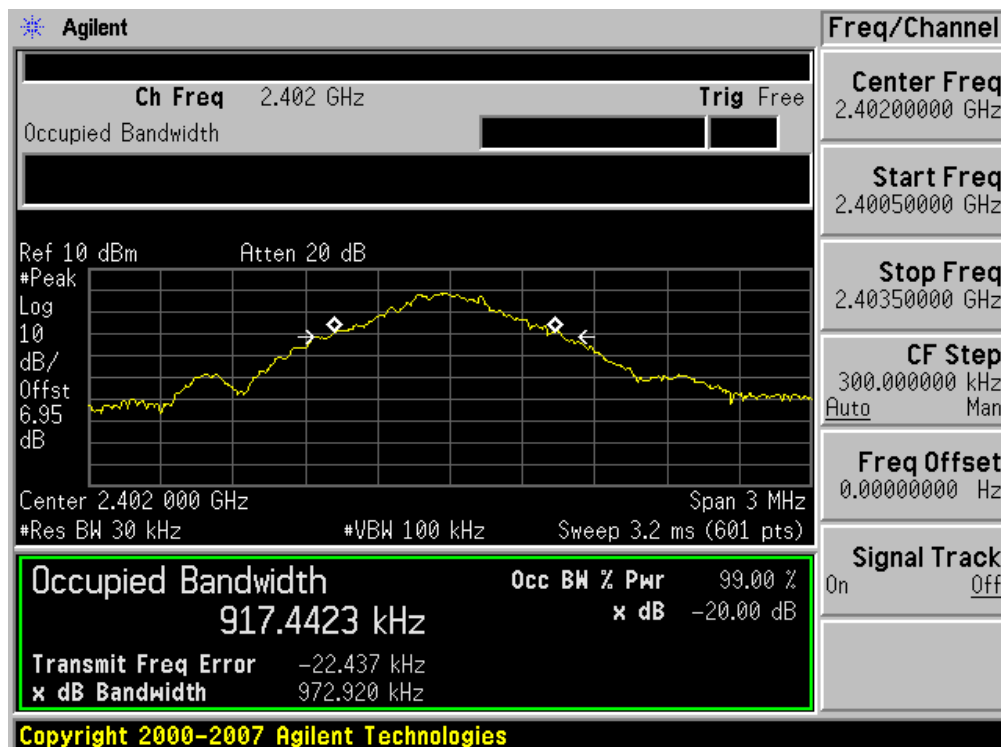 Agilent
Freq/Channel
Ch Freq 2.402 GHz Trig Free
Occupied Bandwidth
Center Freq
2.40200000 GHz
Start Freq
2.40050000 GHz
Stop Freq
2.40350000 GHz
CF Step
300.000000 kHz
Auto Man
Freq Offset
0.00000000 Hz
Signal Track
On Off
Ref 10 dBm Atten 20 dB
#Peak
Log
10
dB/
Offst
6.95
dB
Center 2.402 000 GHz Span 3 MHz
#Res BW 30 kHz #VBW 100 kHz Sweep 3.2 ms (601 pts)
Occupied Bandwidth
917.4423 kHz
Occ BW % Pwr 99.00 %
x dB -20.00 dB
Transmit Freq Error -22.437 kHz
x dB Bandwidth 972.920 kHz
Copyright 2000-2007 Agilent Technologies